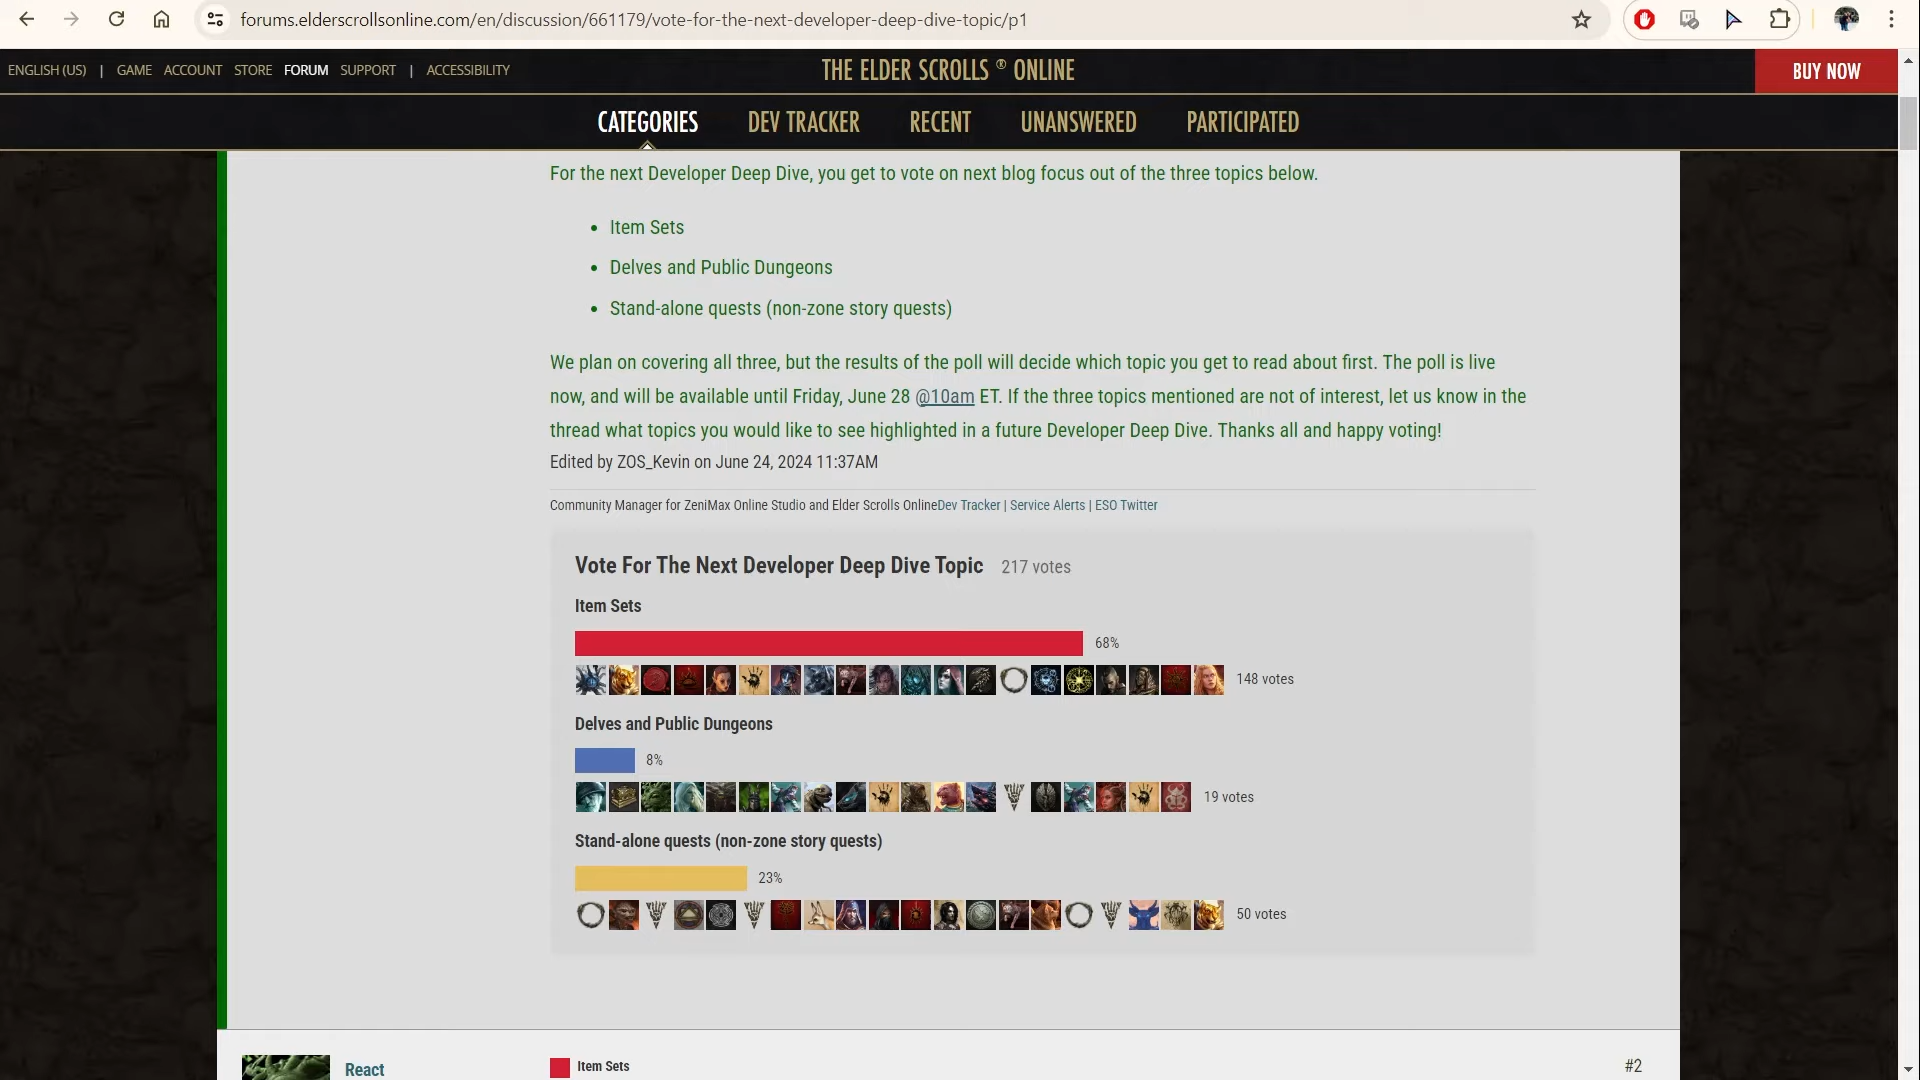 forums.elderscrollsonline.com/en/discussion/661179/vote-for-the-next-developer-deep-dive-topic/p1
ENGLISH (US) | GAME ACCOUNT STORE FORUM SUPPORT | ACCESSIBILITY
THE ELDER SCROLLS ® ONLINE
BUY NOW
CATEGORIES DEV TRACKER RECENT UNANSWERED PARTICIPATED
For the next Developer Deep Dive, you get to vote on next blog focus out of the three topics below.
• Item Sets
• Delves and Public Dungeons
• Stand-alone quests (non-zone story quests)
We plan on covering all three, but the results of the poll will decide which topic you get to read about first. The poll is live
now, and will be available until Friday, June 28 @10am ET. If the three topics mentioned are not of interest, let us know in the
thread what topics you would like to see highlighted in a future Developer Deep Dive. Thanks all and happy voting!
Edited by ZOS_Kevin on June 24, 2024 11:37AM
Community Manager for ZeniMax Online Studio and Elder Scrolls OnlineDev Tracker | Service Alerts | ESO Twitter
Vote For The Next Developer Deep Dive Topic 217 votes
Item Sets
68%
148 votes
Delves and Public Dungeons
8%
19 votes
Stand-alone quests (non-zone story quests)
23%
50 votes
React
Item Sets
#2